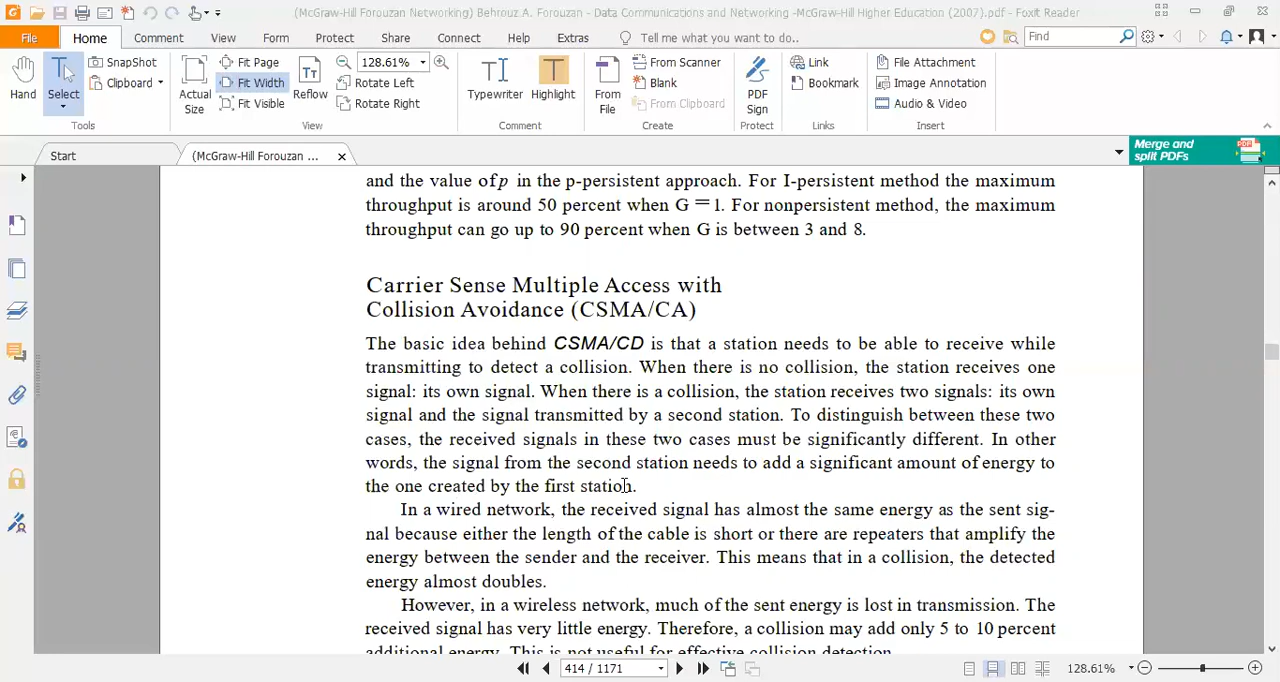 (McGraw-Hill Forouzan Networking) Behrouz A. Forouzan - Data Communications and Networking -McGraw-Hill Higher Education (2007).pdf - Foxit Reader
File Home Comment View Form Protect Share Connect Help Extras Tell me what you want to do.. Find
Hand
Select
SnapShot
Clipboard
Tools
Actual Size
Fit Page
Fit Width
Fit Visible
Reflow
128.61%
Rotate Left
Rotate Right
View
Typewriter
Highlight
Comment
From File
From Scanner
Blank
From Clipboard
Create
PDF Sign
Protect
Link
Bookmark
Links
File Attachment
Image Annotation
Audio & Video
Insert
Start
(McGraw-Hill Forouzan ...
Merge and
split PDFs
PDF
and the value of p in the p-persistent approach. For I-persistent method the maximum
throughput is around 50 percent when G = 1. For nonpersistent method, the maximum
throughput can go up to 90 percent when G is between 3 and 8.
Carrier Sense Multiple Access with
Collision Avoidance (CSMA/CA)
The basic idea behind CSMA/CD is that a station needs to be able to receive while
transmitting to detect a collision. When there is no collision, the station receives one
signal: its own signal. When there is a collision, the station receives two signals: its own
signal and the signal transmitted by a second station. To distinguish between these two
cases, the received signals in these two cases must be significantly different. In other
words, the signal from the second station needs to add a significant amount of energy to
the one created by the first station.
In a wired network, the received signal has almost the same energy as the sent sig-
nal because either the length of the cable is short or there are repeaters that amplify the
energy between the sender and the receiver. This means that in a collision, the detected
energy almost doubles.
However, in a wireless network, much of the sent energy is lost in transmission. The
received signal has very little energy. Therefore, a collision may add only 5 to 10 percent
additional energy. This is not useful for effective collision detection.
414 / 1171
128.61%